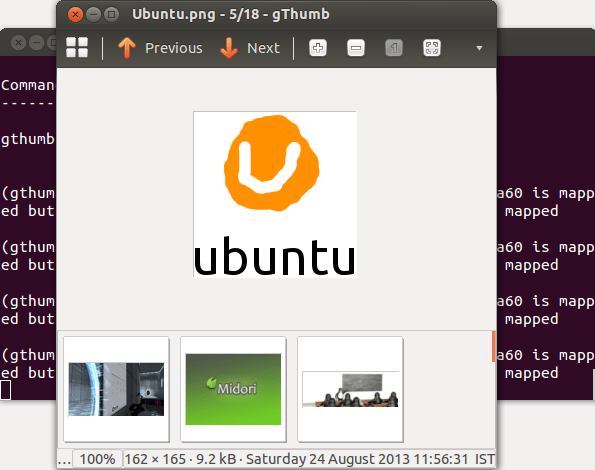 Ubuntu.png - 5/18 - gThumb
Previous Next
Comman
------
gthumb
(gthum
a60 is mapp
ed but
mapped
(gthum
a60 is mapp
ed but
mapped
(gthum
a60 is mapp
ed but
mapped
(gthum
a60 is mapp
ed but
mapped
U
ubuntu
Midori
... 100% 162 × 165 · 9.2 kB · Saturday 24 August 2013 11:56:31 IST